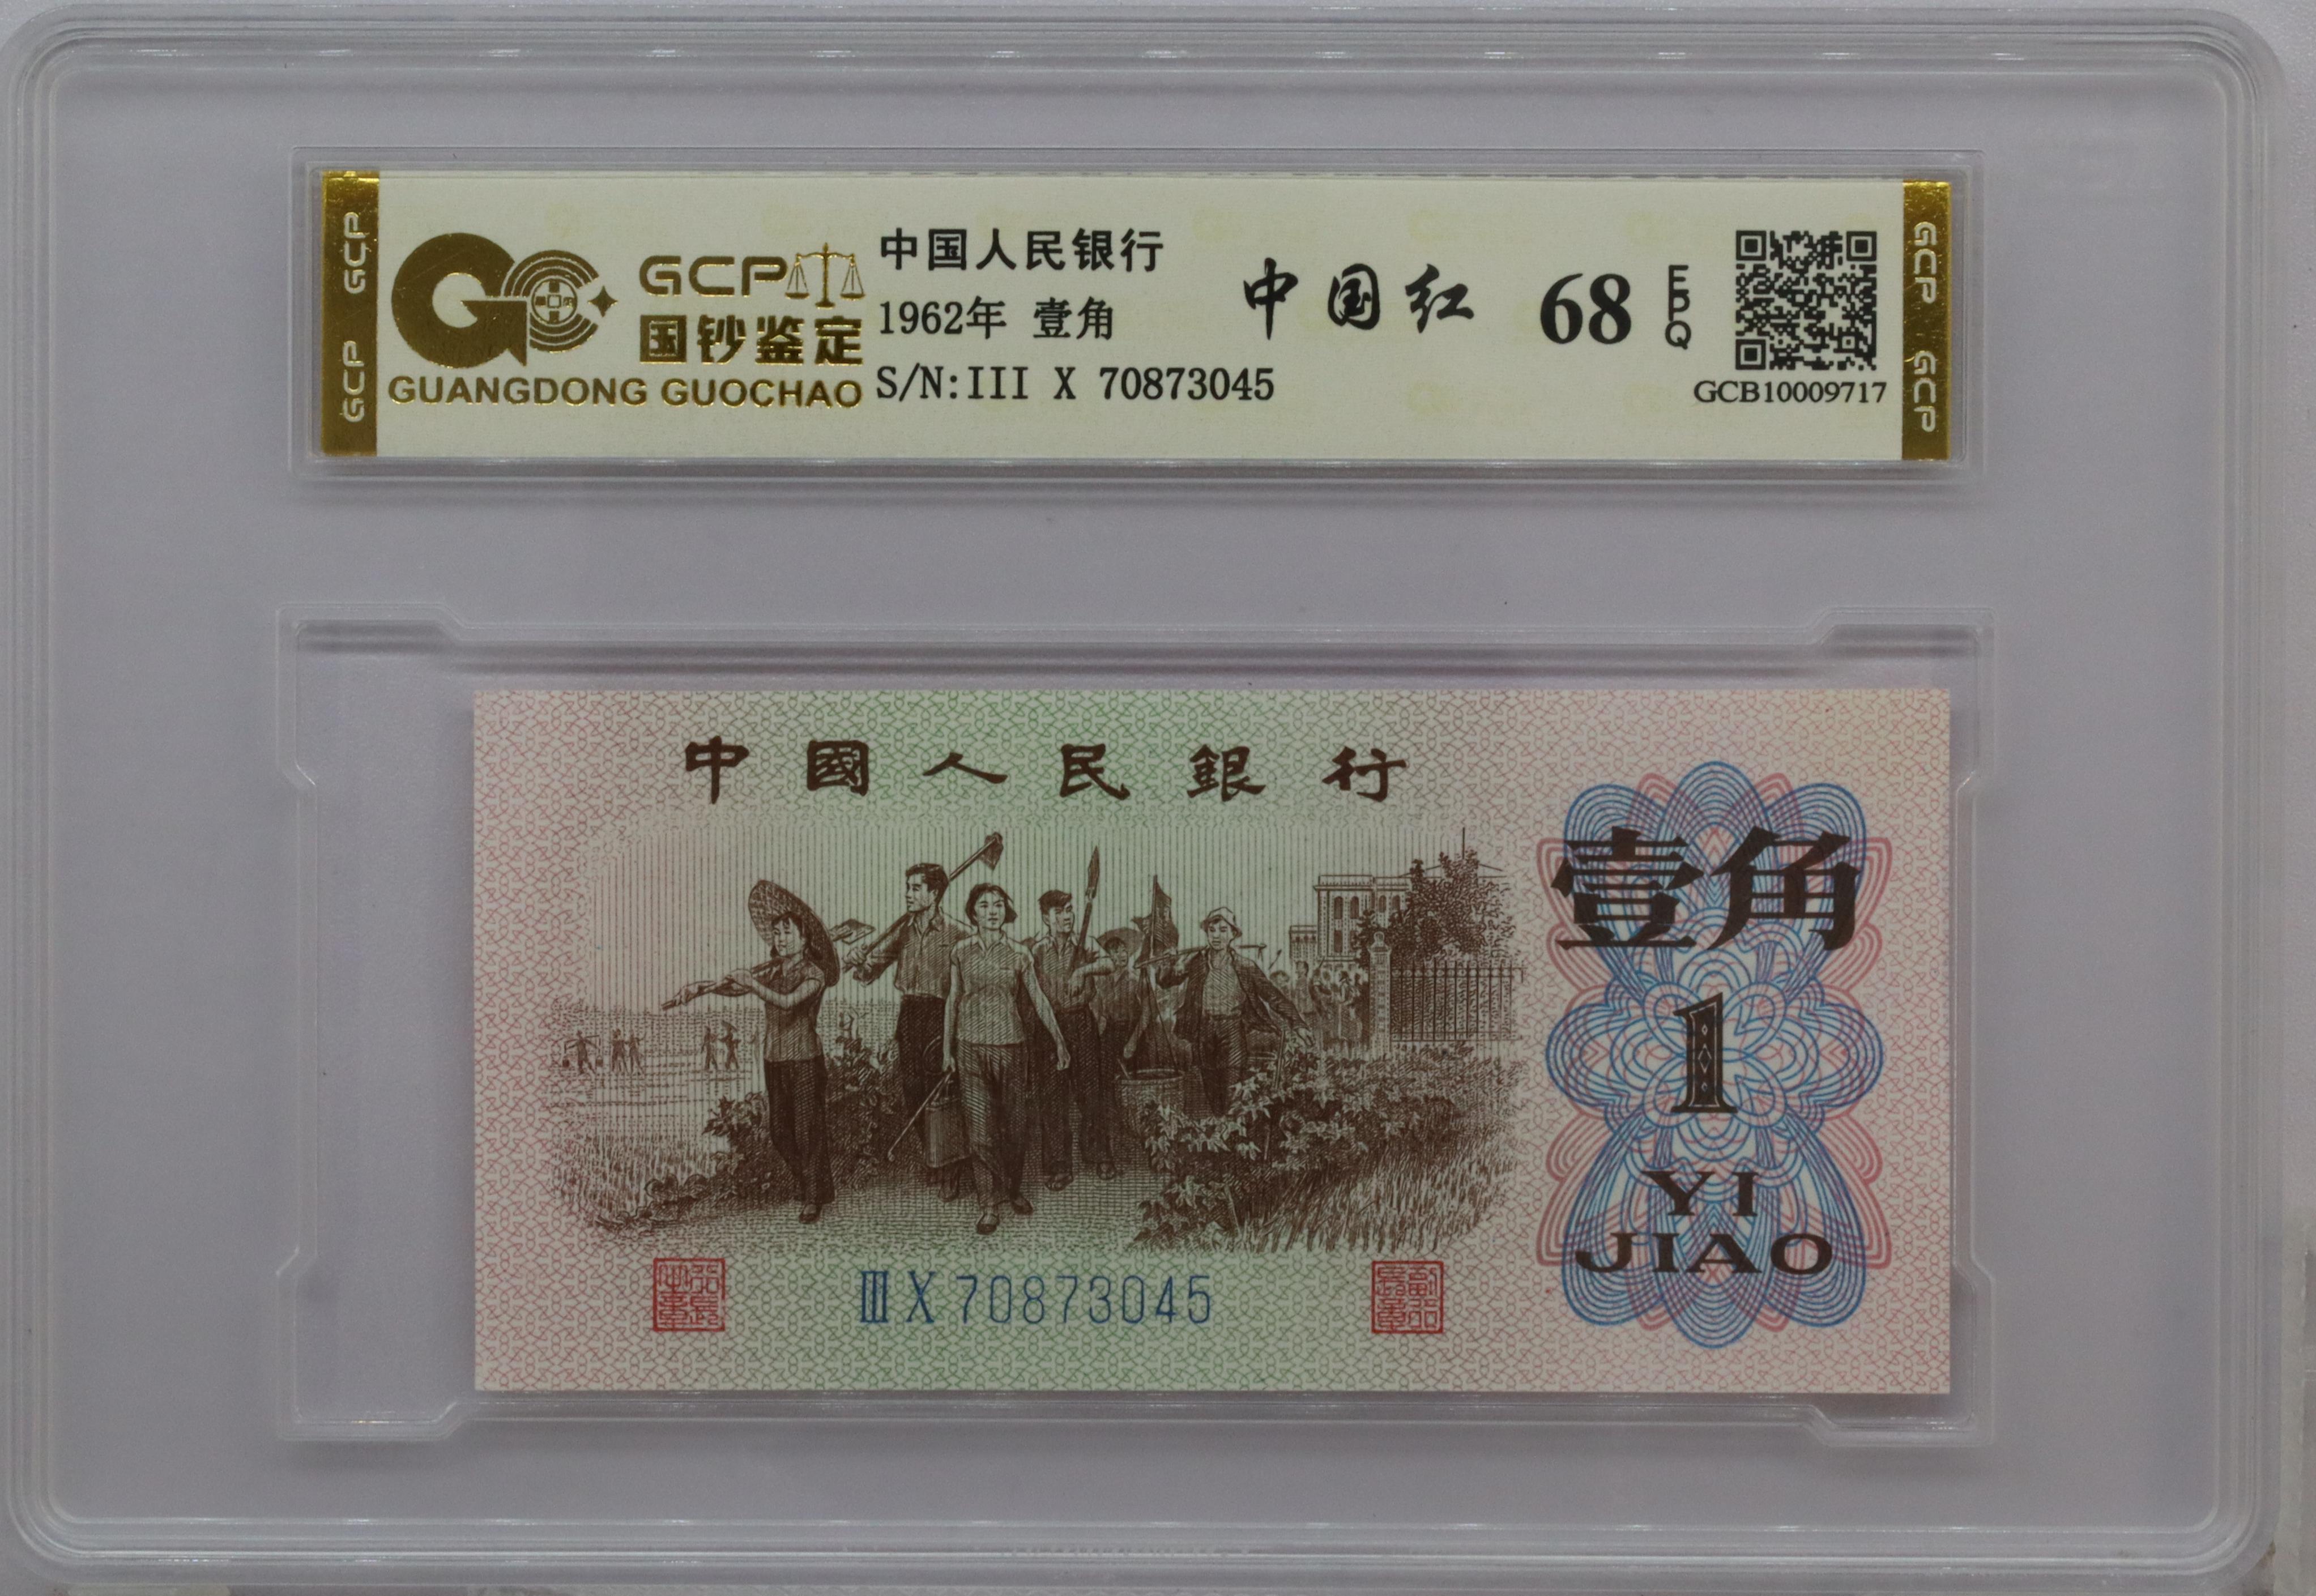 GCP GCP
GCP
国钞鉴定
GUANGDONG GUOCHAO
中国人民银行
1962年 壹角
S/N:III X 70873045
中国红
68
EPQ
GCB10009717
GCP GCP
中國人民銀行
壹角
1
YI
JIAO
III X 70873045